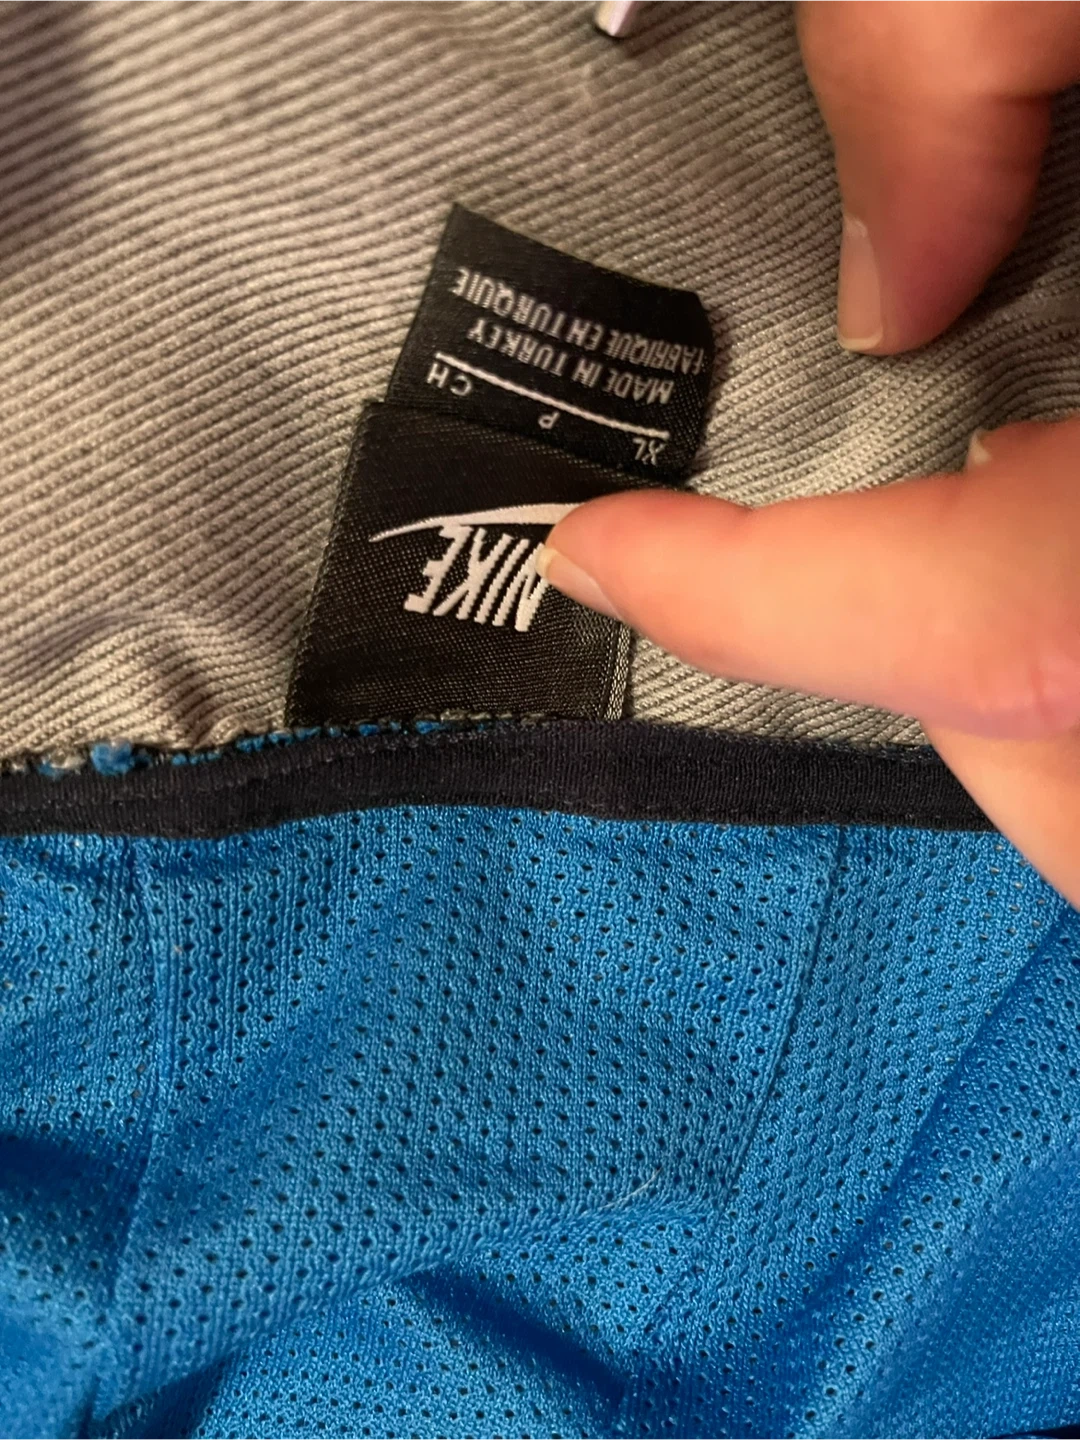 NIKE
XL P CH
MADE IN TURKEY
FABRIQUE EN TURQUIE